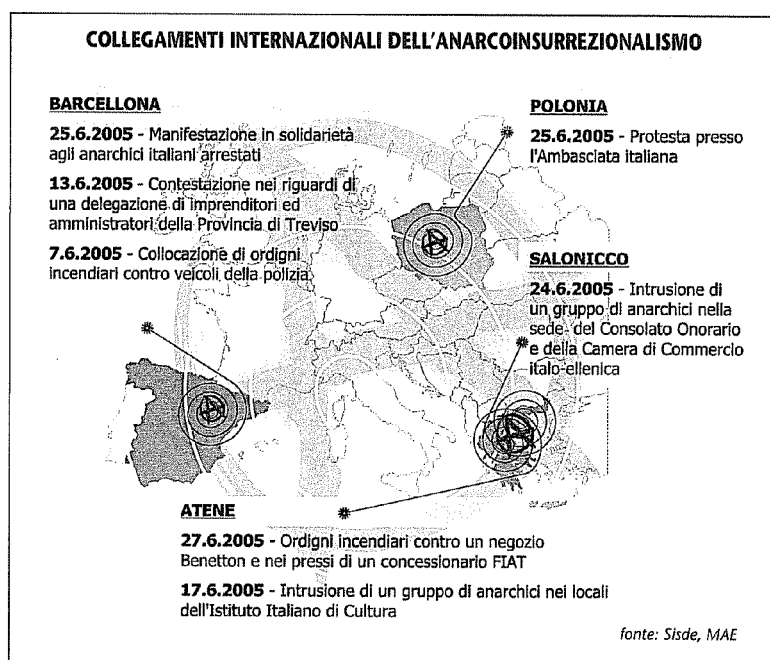 COLLEGAMENTI INTERNAZIONALI DELL'ANARCOINSURREZIONALISMO
BARCELLONA
25.6.2005 - Manifestazione in solidarietà
agli anarchici italiani arrestati
13.6.2005 - Contestazione nei riguardi di
una delegazione di imprenditori ed
amministratori della Provincia di Treviso
7.6.2005 - Collocazione di ordigni
incendiari contro veicoli della polizia
POLONIA
25.6.2005 - Protesta presso
l'Ambasciata italiana
SALONICCO
24.6.2005 - Intrusione di
un gruppo di anarchici nella
sede del Consolato Onorario
e della Camera di Commercio
italo-ellenica
ATENE
27.6.2005 - Ordigni incendiari contro un negozio
Benetton e nei pressi di un concessionario FIAT
17.6.2005 - Intrusione di un gruppo di anarchici nei locali
dell'Istituto Italiano di Cultura
fonte: Sisde, MAE